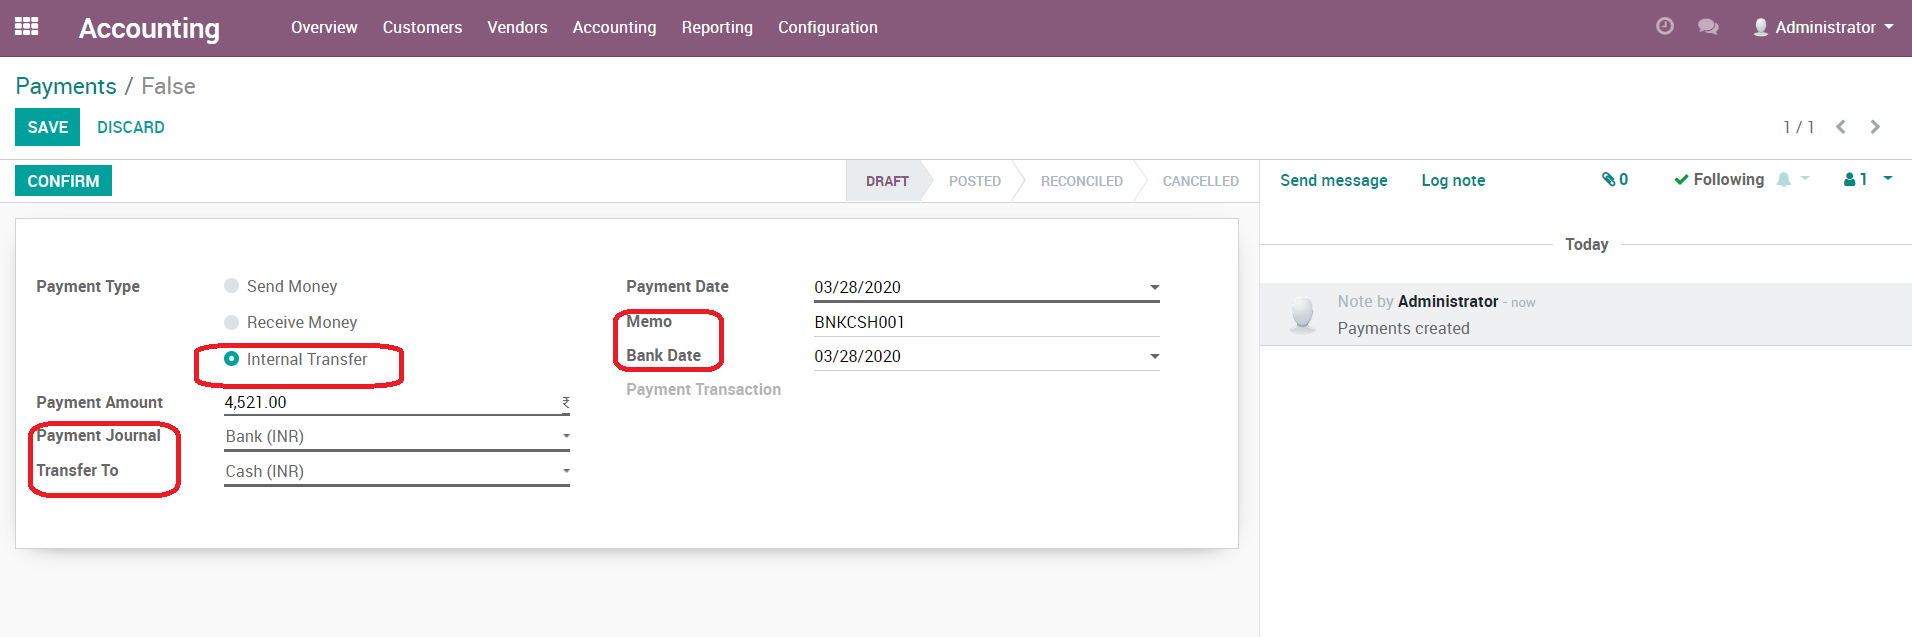 Accounting Overview Customers Vendors Accounting Reporting Configuration Administrator
Payments / False
SAVE DISCARD 1 / 1
CONFIRM DRAFT POSTED RECONCILED CANCELLED Send message Log note 0 Following 1
Today
Payment Type Send Money
Receive Money
Internal Transfer
Payment Amount 4,521.00 ₹
Payment Journal Bank (INR)
Transfer To Cash (INR)
Payment Date 03/28/2020
Memo BNKCSH001
Bank Date 03/28/2020
Payment Transaction
Note by Administrator - now
Payments created